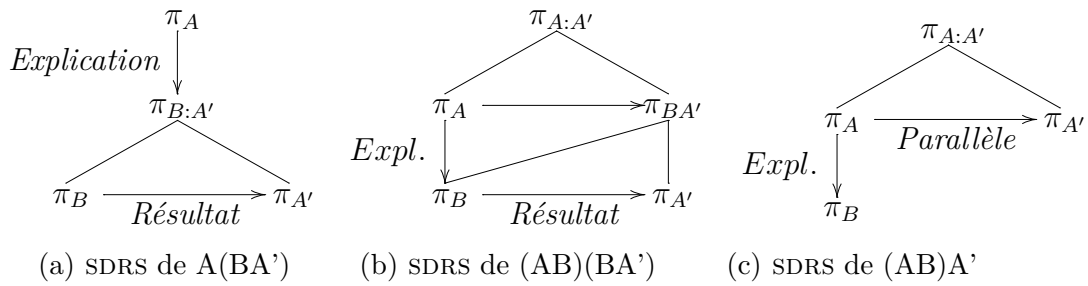 π_A
Explication
π_{B:A′}
π_B
Résultat
π_{A′}
(a) SDRS de A(BA’)
π_{A:A′}
π_A
π_{BA′}
Expl.
π_B
Résultat
π_{A′}
(b) SDRS de (AB)(BA’)
π_{A:A′}
π_A
π_{A′}
Parallèle
Expl.
π_B
(c) SDRS de (AB)A’